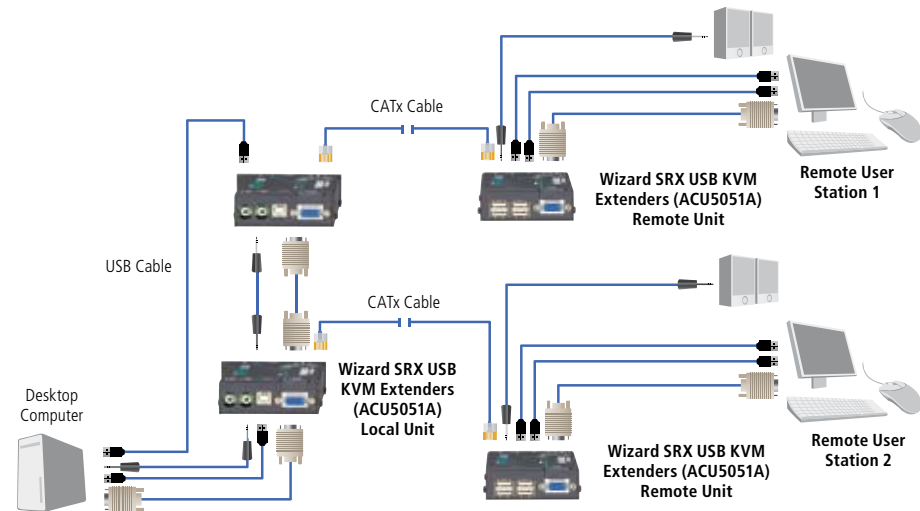 CATx Cable
Wizard SRX USB KVM
Extenders (ACU5051A)
Remote Unit
Remote User
Station 1
USB Cable
CATx Cable
Wizard SRX USB
KVM Extenders
(ACU5051A)
Local Unit
Desktop
Computer
Wizard SRX USB KVM
Extenders (ACU5051A)
Remote Unit
Remote User
Station 2